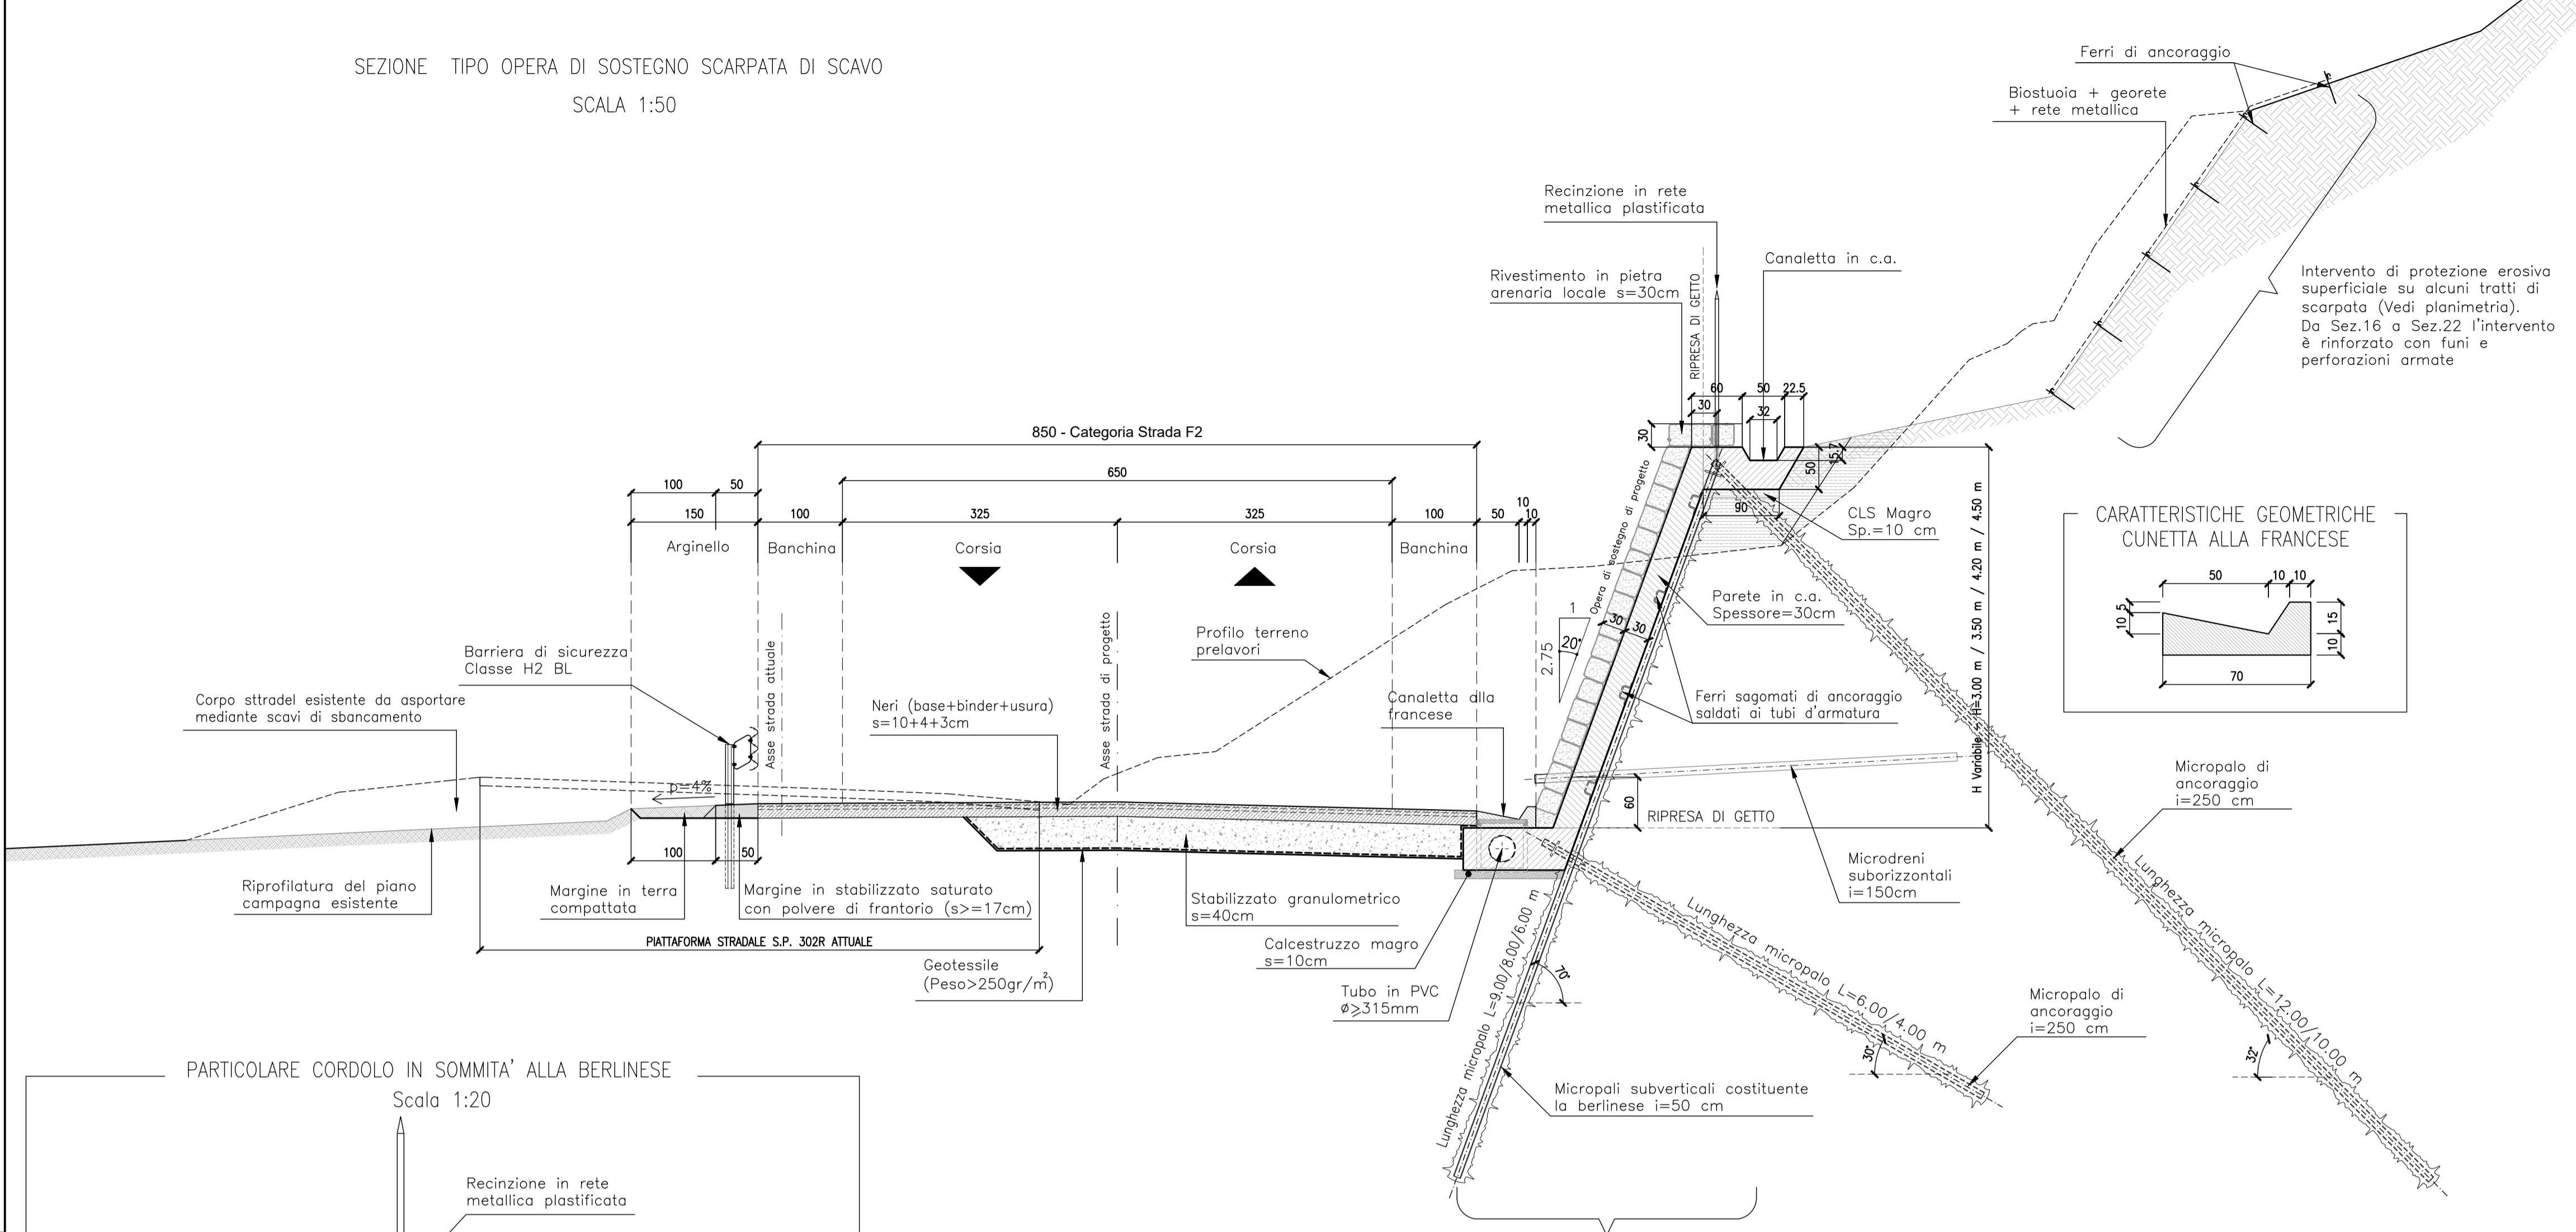 SEZIONE TIPO OPERA DI SOSTEGNO SCARPATA DI SCAVO
SCALA 1:50
Ferri di ancoraggio
Biostuoia + georete
+ rete metallica
Recinzione in rete
metallica plastificata
Rivestimento in pietra
arenaria locale s=30cm
RIPRESA DI GETTO
Canaletta in c.a.
Intervento di protezione erosiva
superficiale su alcuni tratti di
scarpata (Vedi planimetria).
Da Sez.16 a Sez.22 l'intervento
è rinforzato con funi e
perforazioni armate
60
50
22.5
30
32
30
50
15.7
90
CLS Magro
Sp.=10 cm
850 - Categoria Strada F2
650
100
50
10
150
100
325
325
100
50
10
Arginello
Banchina
Corsia
Corsia
Banchina
Opera di sostegno di progetto
H Variabile - H=3.00 m / 3.50 m / 4.20 m / 4.50 m
CARATTERISTICHE GEOMETRICHE
CUNETTA ALLA FRANCESE
50
10
10
5
10
15
10
70
Parete in c.a.
Spessore=30cm
1
20°
2.75
30
30
Profilo terreno
prelavori
Asse strada attuale
Asse strada di progetto
Barriera di sicurezza
Classe H2 BL
Corpo sttradel esistente da asportare
mediante scavi di sbancamento
Neri (base+binder+usura)
s=10+4+3cm
Canaletta dlla
francese
Ferri sagomati di ancoraggio
saldati ai tubi d'armatura
p=4%
60
RIPRESA DI GETTO
Micropalo di
ancoraggio
i=250 cm
100
50
Riprofilatura del piano
campagna esistente
Margine in terra
compattata
Margine in stabilizzato saturato
con polvere di frantorio (s>=17cm)
Stabilizzato granulometrico
s=40cm
Microdreni
suborizzontali
i=150cm
PIATTAFORMA STRADALE S.P. 302R ATTUALE
Geotessile
(Peso>250gr/m²)
Calcestruzzo magro
s=10cm
Tubo in PVC
ø≥315mm
Lunghezza micropalo L=9.00/8.00/6.00 m
70°
Lunghezza micropalo L=6.00/4.00 m
30°
Lunghezza micropalo L=12.00/10.00 m
32°
Micropalo di
ancoraggio
i=250 cm
Micropali subverticali costituente
la berlinese i=50 cm
PARTICOLARE CORDOLO IN SOMMITA' ALLA BERLINESE
Scala 1:20
Recinzione in rete
metallica plastificata